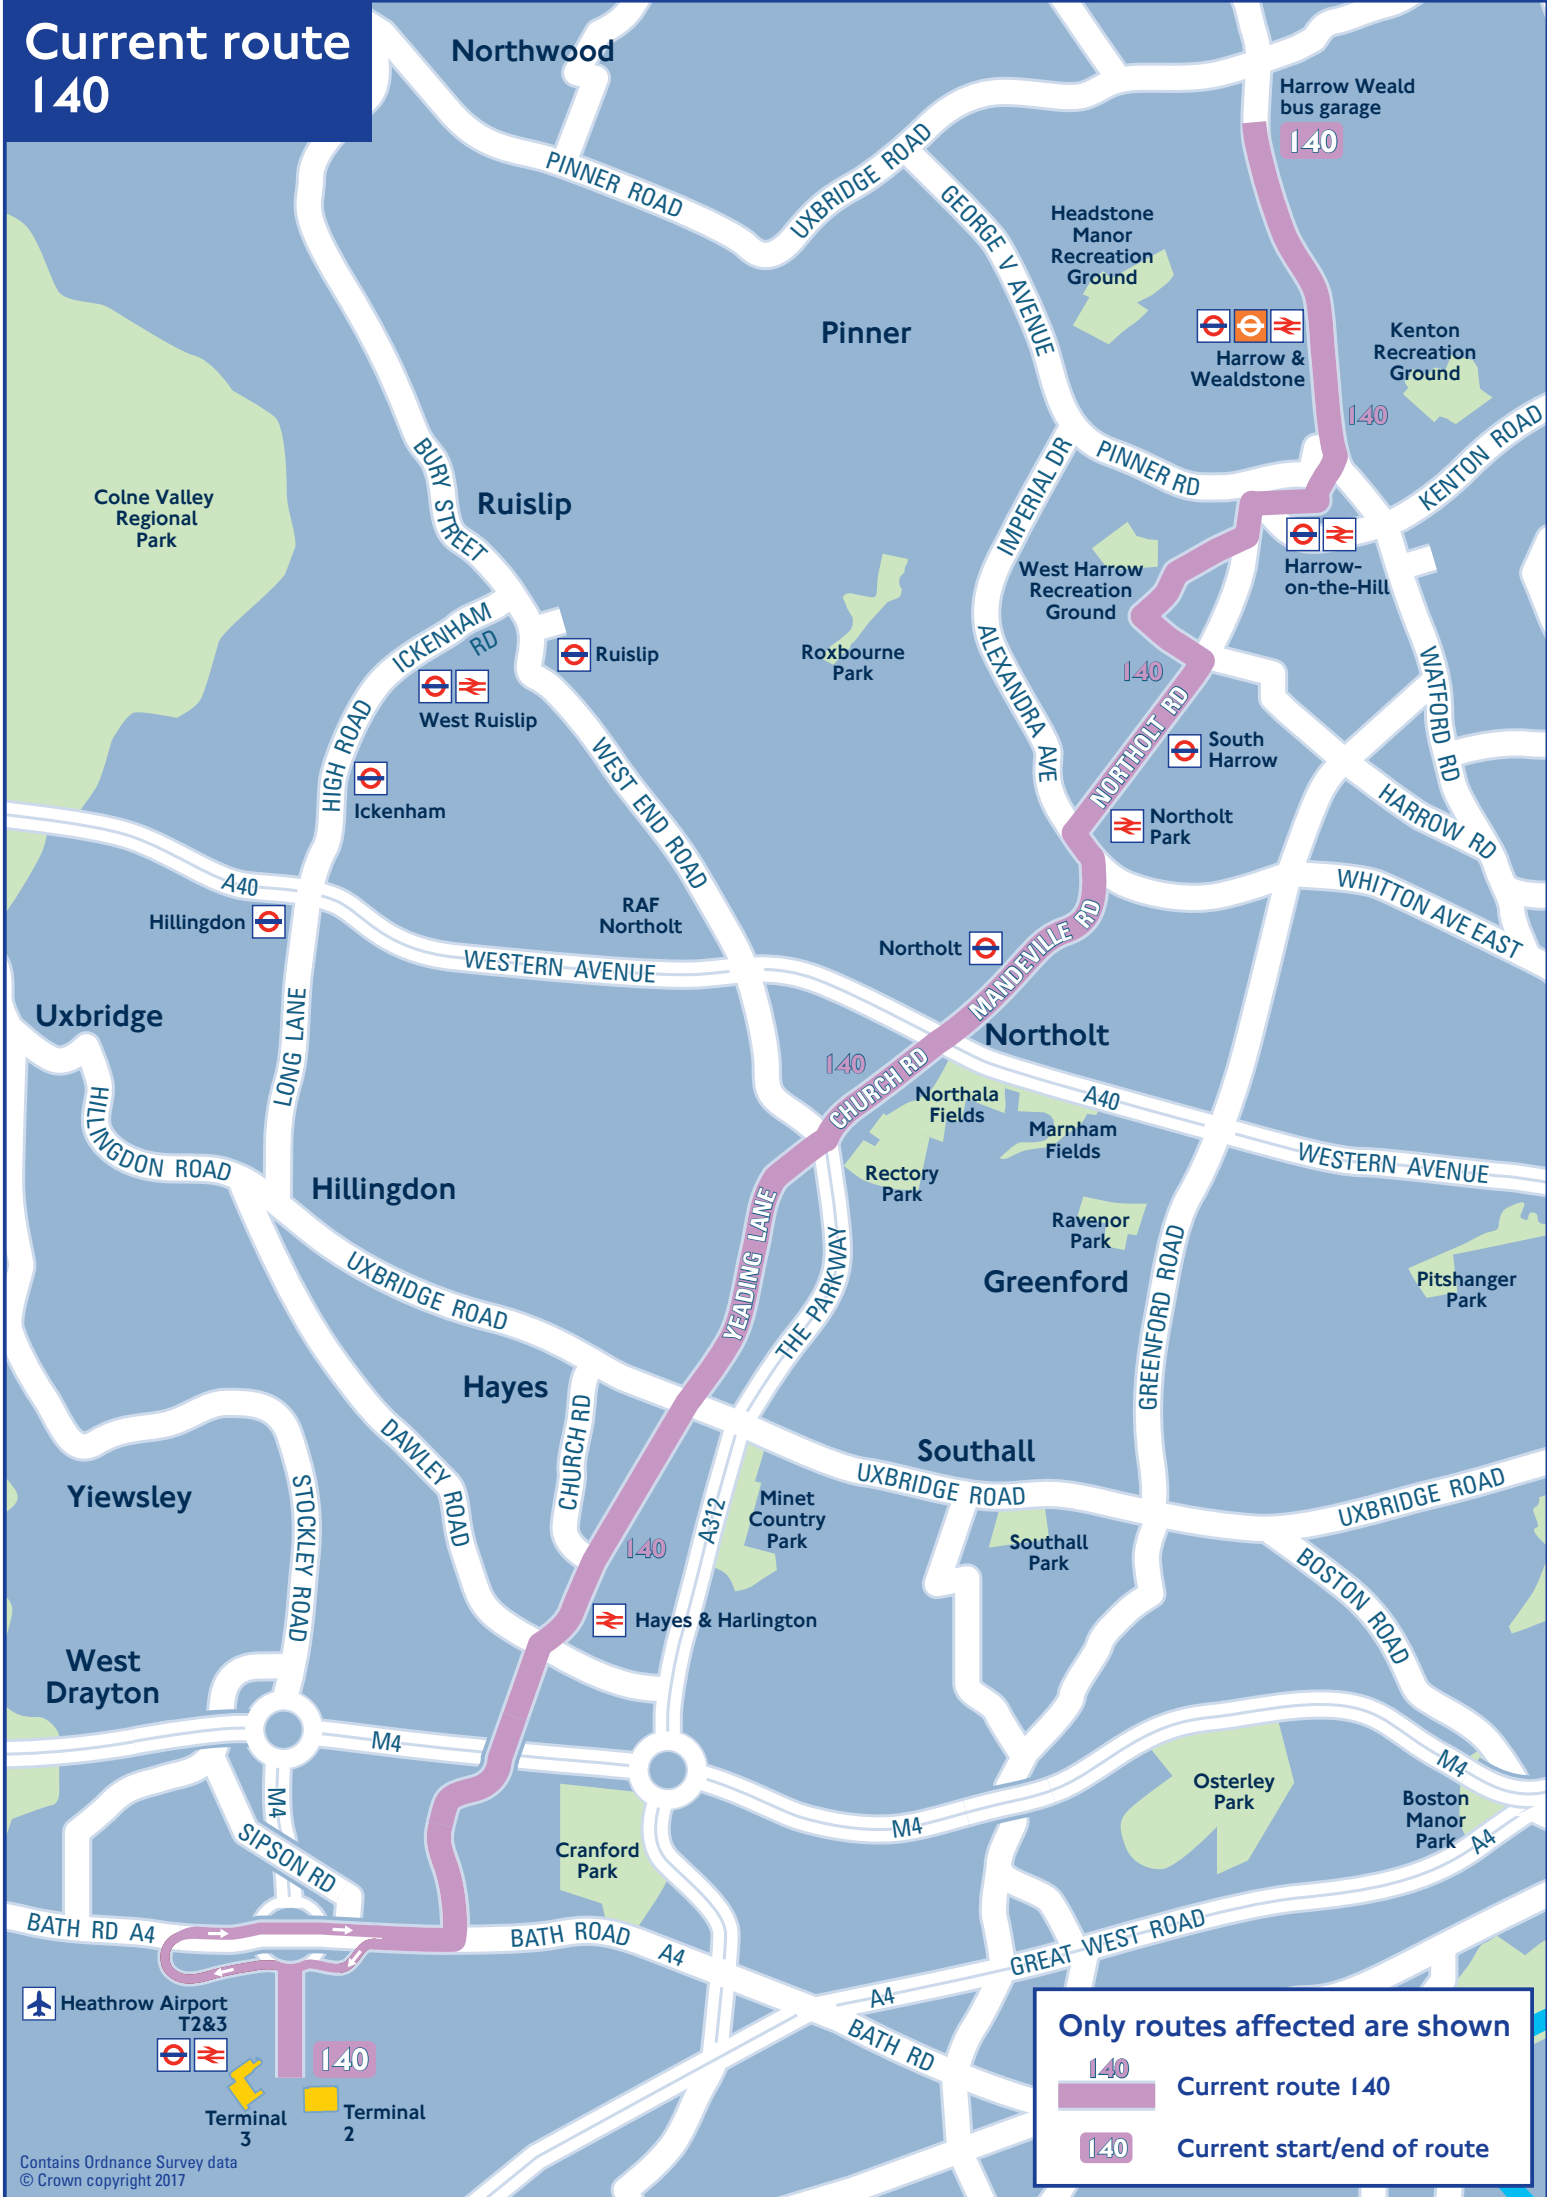 Current route
140
Northwood
Harrow Weald
bus garage
140
PINNER ROAD
UXBRIDGE ROAD
GEORGE V AVENUE
Headstone
Manor
Recreation
Ground
Pinner
Harrow &
Wealdstone
Kenton
Recreation
Ground
140
KENTON ROAD
PINNER RD
IMPERIAL DR
BURY STREET
Ruislip
Colne Valley
Regional
Park
Harrow-
on-the-Hill
West Harrow
Recreation
Ground
ICKENHAM
RD
Ruislip
Roxbourne
Park
140
ALEXANDRA AVE
WATFORD RD
West Ruislip
HIGH ROAD
NORTHOLT RD
South
Harrow
WEST END ROAD
Ickenham
Northolt
Park
HARROW RD
A40
WHITTON AVE EAST
Hillingdon
RAF
Northolt
MANDEVILLE RD
Northolt
WESTERN AVENUE
Uxbridge
LONG LANE
Northolt
140
CHURCH RD
HILLINGDON ROAD
Northala
Fields
A40
Marnham
Fields
WESTERN AVENUE
Rectory
Park
Hillingdon
YEADING LANE
Ravenor
Park
THE PARKWAY
GREENFORD ROAD
UXBRIDGE ROAD
Greenford
Pitshanger
Park
Hayes
CHURCH RD
DAWLEY ROAD
Southall
UXBRIDGE ROAD
UXBRIDGE ROAD
Yiewsley
STOCKLEY ROAD
A312
Minet
Country
Park
140
Southall
Park
BOSTON ROAD
Hayes & Harlington
West
Drayton
M4
M4
M4
M4
Osterley
Park
Boston
Manor
Park
A4
SIPSON RD
Cranford
Park
BATH RD A4
BATH ROAD
A4
GREAT WEST ROAD
A4
BATH RD
Heathrow Airport
T2&3
140
Terminal
3
Terminal
2
Only routes affected are shown
140
Current route 140
140
Current start/end of route
Contains Ordnance Survey data
© Crown copyright 2017